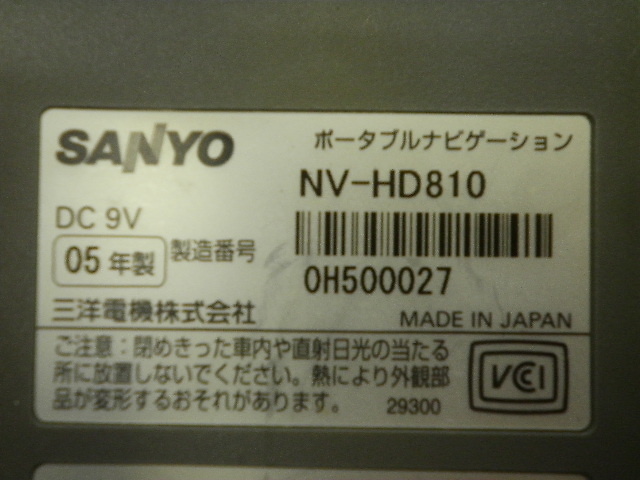 SANYO
ポータブルナビゲーション
NV-HD810
DC 9V
05年製 製造番号
0H500027
三洋電機株式会社
MADE IN JAPAN
ご注意：閉めきった車内や直射日光の当たる
所に放置しないでください。熱により外観部
品が変形するおそれがあります。 29300
VCCI